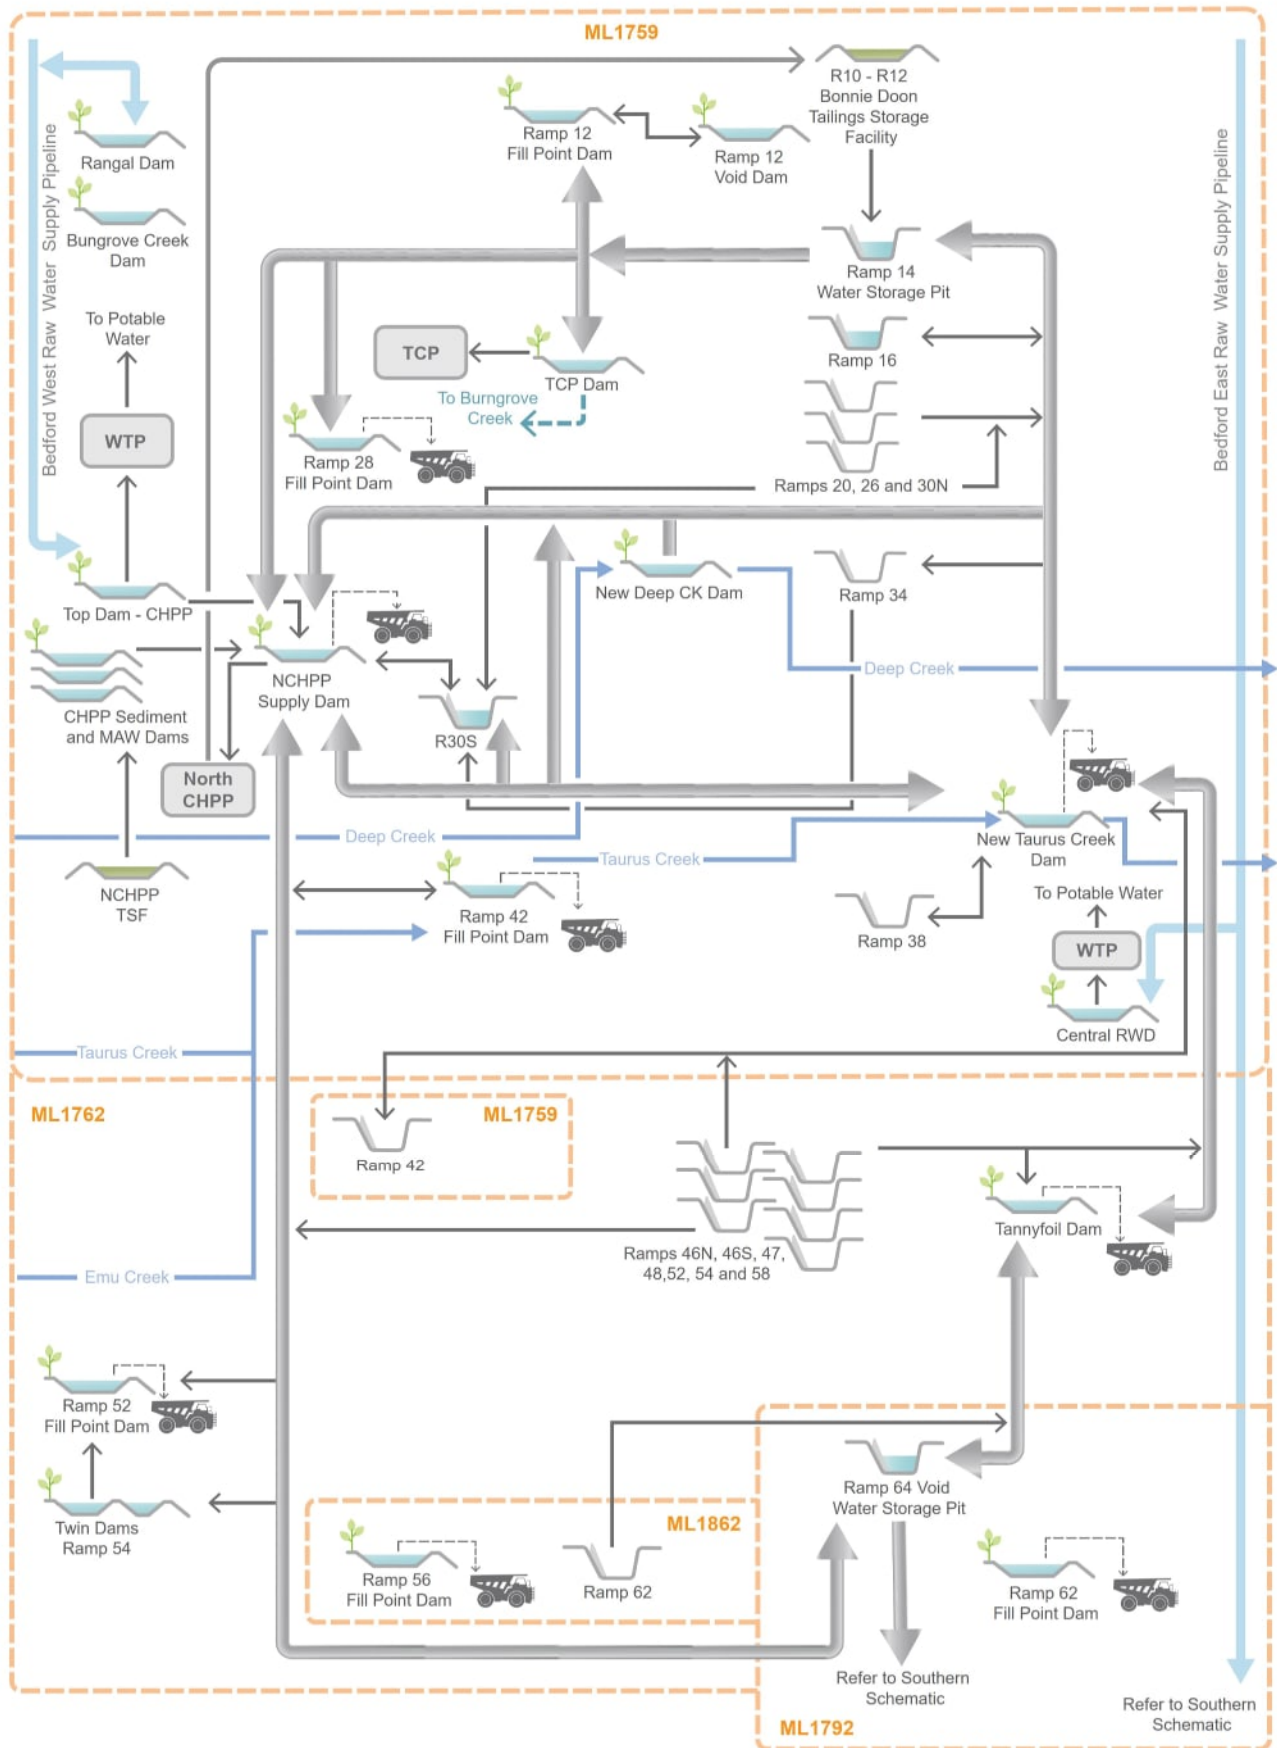 ML1759
Bedford West Raw Water Supply Pipeline
Rangal Dam
Bungrove Creek
Dam
To Potable
Water
WTP
Top Dam - CHPP
CHPP Sediment
and MAW Dams
NCHPP
TSF
North
CHPP
Ramp 12
Fill Point Dam
Ramp 12
Void Dam
R10 - R12
Bonnie Doon
Tailings Storage
Facility
Ramp 14
Water Storage Pit
Ramp 16
Ramps 20, 26 and 30N
Ramp 34
TCP
TCP Dam
To Burngrove
Creek
Ramp 28
Fill Point Dam
New Deep CK Dam
Deep Creek
NCHPP
Supply Dam
R30S
Bedford East Raw Water Supply Pipeline
Deep Creek
Taurus Creek
New Taurus Creek
Dam
Ramp 42
Fill Point Dam
Ramp 38
To Potable Water
WTP
Central RWD
Taurus Creek
ML1762
ML1759
Ramp 42
Ramps 46N, 46S, 47,
48,52, 54 and 58
Tannyfoil Dam
Emu Creek
Ramp 52
Fill Point Dam
Twin Dams
Ramp 54
ML1862
Ramp 56
Fill Point Dam
Ramp 62
Ramp 64 Void
Water Storage Pit
Ramp 62
Fill Point Dam
Refer to Southern
Schematic
Refer to Southern
Schematic
ML1792